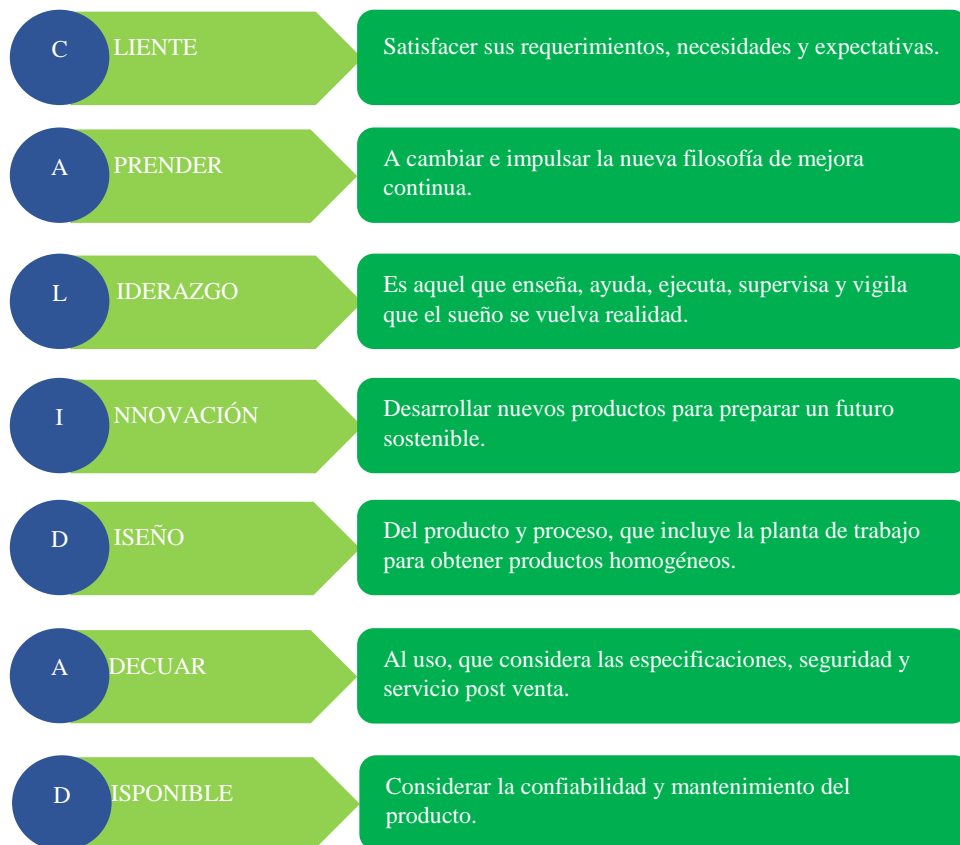 C LIENTE
Satisfacer sus requerimientos, necesidades y expectativas.
A PRENDER
A cambiar e impulsar la nueva filosofía de mejora
continua.
L IDERAZGO
Es aquel que enseña, ayuda, ejecuta, supervisa y vigila
que el sueño se vuelva realidad.
I NNOVACIÓN
Desarrollar nuevos productos para preparar un futuro
sostenible.
D ISEÑO
Del producto y proceso, que incluye la planta de trabajo
para obtener productos homogéneos.
A DECUAR
Al uso, que considera las especificaciones, seguridad y
servicio post venta.
D ISPONIBLE
Considerar la confiabilidad y mantenimiento del
producto.